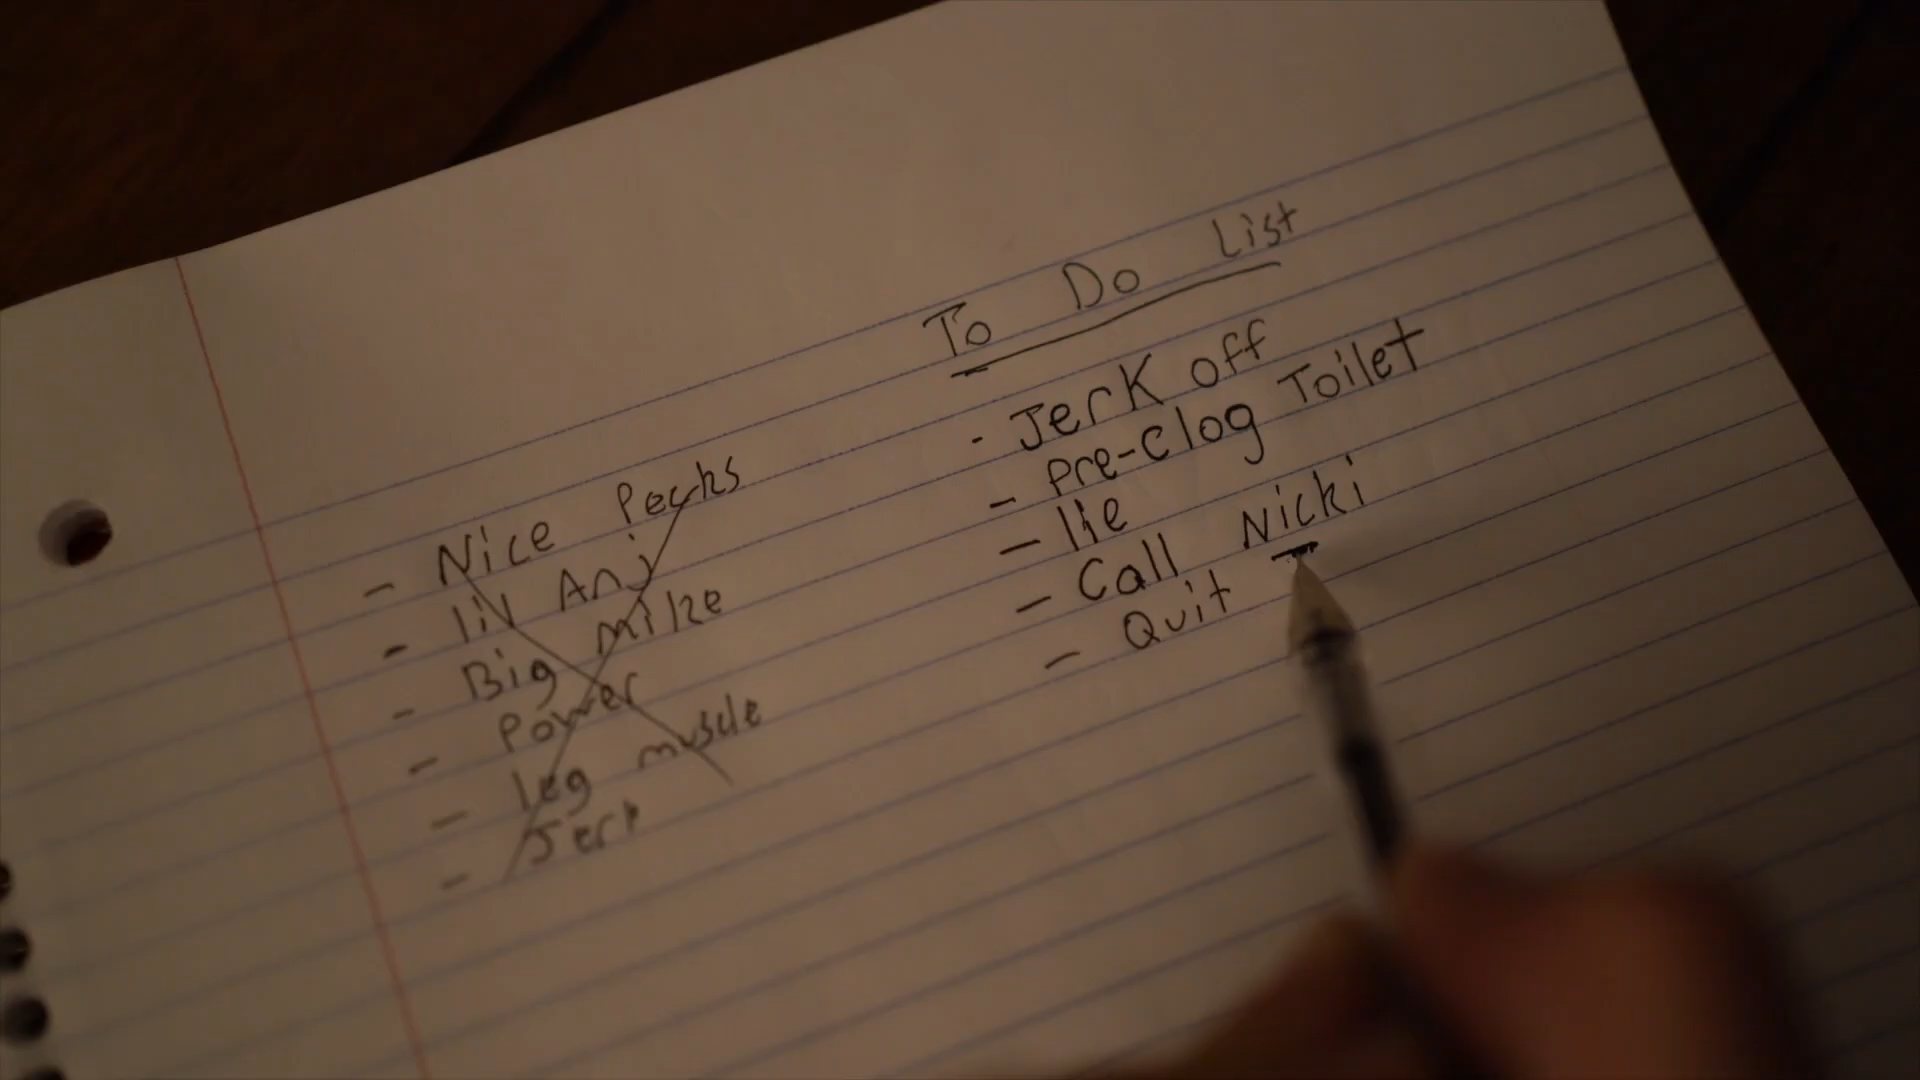 To Do List
- Jerk off
- Pre-Clog Toilet
- lie
- Call Nicki
- Quit T
- Nice Pecks
- lil Anj
- Big Mike
- Power
- leg muscle
- Jerk